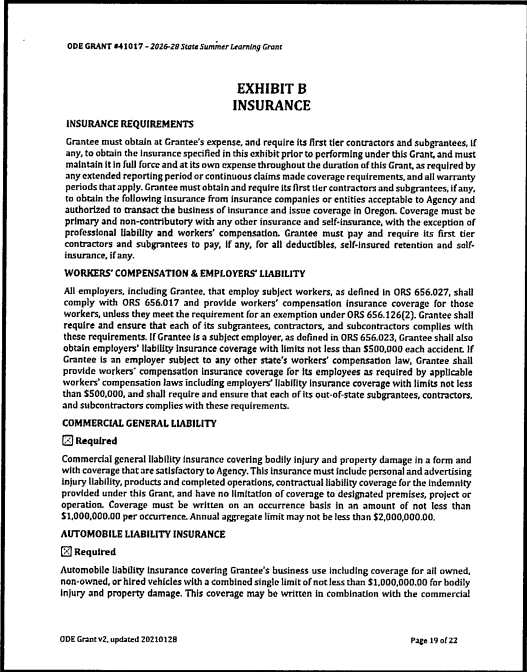 ODE GRANT #41017 – 2026-28 State Summer Learning Grant
EXHIBIT B
INSURANCE
INSURANCE REQUIREMENTS
Grantee must obtain at Grantee's expense, and require its first tier contractors and subgrantees, if
any, to obtain the insurance specified in this exhibit prior to performing under this Grant, and must
maintain it in full force and at its own expense throughout the duration of this Grant, as required by
any extended reporting period or continuous claims made coverage requirements, and all warranty
periods that apply. Grantee must obtain and require its first tier contractors and subgrantees, if any,
to obtain the following insurance from insurance companies or entities acceptable to Agency and
authorized to transact the business of insurance and issue coverage in Oregon. Coverage must be
primary and non-contributory with any other insurance and self-insurance, with the exception of
professional liability and workers' compensation. Grantee must pay and require its first tier
contractors and subgrantees to pay, if any, for all deductibles, self-insured retention and self-
insurance, if any.
WORKERS' COMPENSATION & EMPLOYERS' LIABILITY
All employers, including Grantee, that employ subject workers, as defined in ORS 656.027, shall
comply with ORS 656.017 and provide workers' compensation insurance coverage for those
workers, unless they meet the requirement for an exemption under ORS 656.126(2). Grantee shall
require and ensure that each of its subgrantees, contractors, and subcontractors complies with
these requirements. If Grantee is a subject employer, as defined in ORS 656.023, Grantee shall also
obtain employers' liability insurance coverage with limits not less than $500,000 each accident. If
Grantee is an employer subject to any other state's workers' compensation law, Grantee shall
provide workers' compensation insurance coverage for its employees as required by applicable
workers' compensation laws including employers' liability insurance coverage with limits not less
than $500,000, and shall require and ensure that each of its out-of-state subgrantees, contractors,
and subcontractors complies with these requirements.
COMMERCIAL GENERAL LIABILITY
☒ Required
Commercial general liability insurance covering bodily injury and property damage in a form and
with coverage that are satisfactory to Agency. This insurance must include personal and advertising
injury liability, products and completed operations, contractual liability coverage for the indemnity
provided under this Grant, and have no limitation of coverage to designated premises, project or
operation. Coverage must be written on an occurrence basis in an amount of not less than
$1,000,000.00 per occurrence. Annual aggregate limit may not be less than $2,000,000.00.
AUTOMOBILE LIABILITY INSURANCE
☒ Required
Automobile liability insurance covering Grantee's business use including coverage for all owned,
non-owned, or hired vehicles with a combined single limit of not less than $1,000,000.00 for bodily
injury and property damage. This coverage may be written in combination with the commercial
ODE Grant v2, updated 20210128
Page 19 of 22